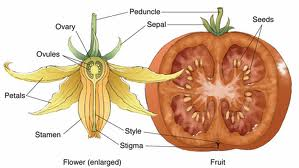 Peduncle
Ovary
Sepal
Seeds
Ovules
Petals
Stamen
Style
Stigma
Flower (enlarged)
Fruit